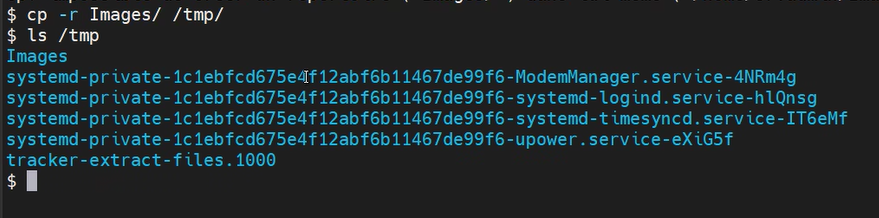 $ cp -r Images/ /tmp/
$ ls /tmp
Images
systemd-private-1c1ebfcd675e4f12abf6b11467de99f6-ModemManager.service-4NRm4g
systemd-private-1c1ebfcd675e4f12abf6b11467de99f6-systemd-logind.service-hlQnsg
systemd-private-1c1ebfcd675e4f12abf6b11467de99f6-systemd-timesyncd.service-IT6eMf
systemd-private-1c1ebfcd675e4f12abf6b11467de99f6-upower.service-eXiG5f
tracker-extract-files.1000
$